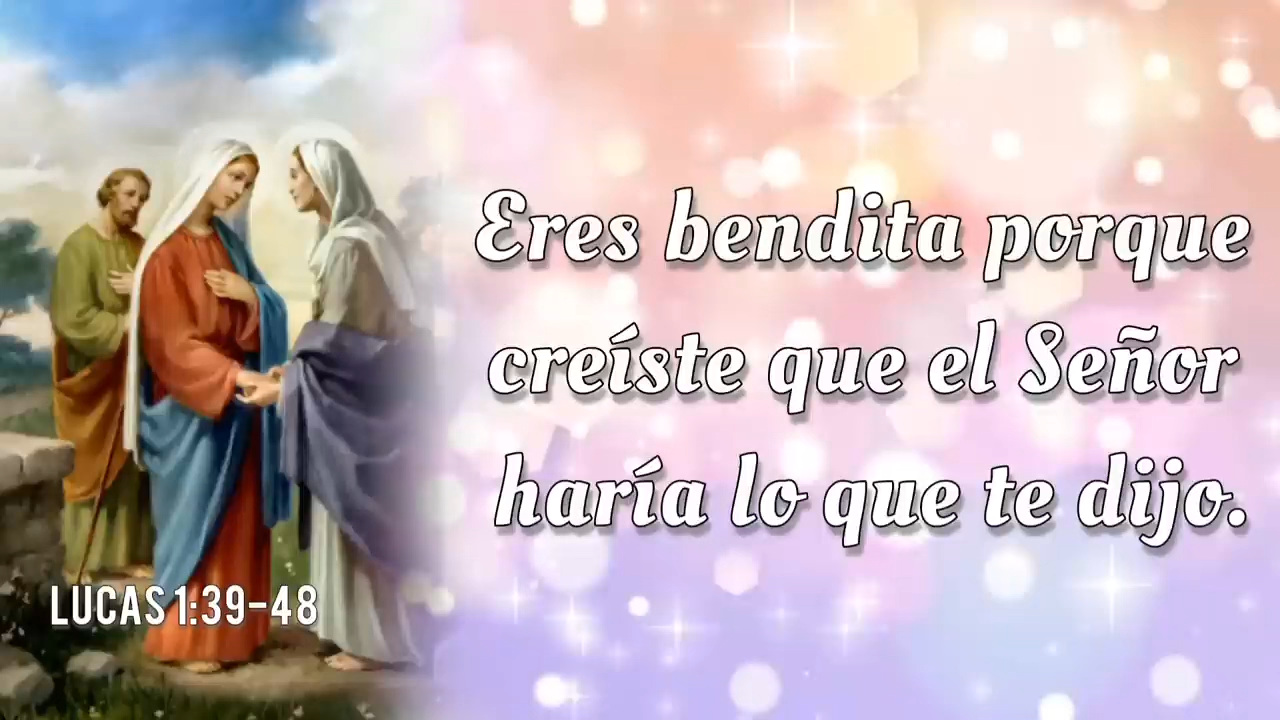 Eres bendita porque
creíste que el Señor
haría lo que te dijo.
LUCAS 1:39-48